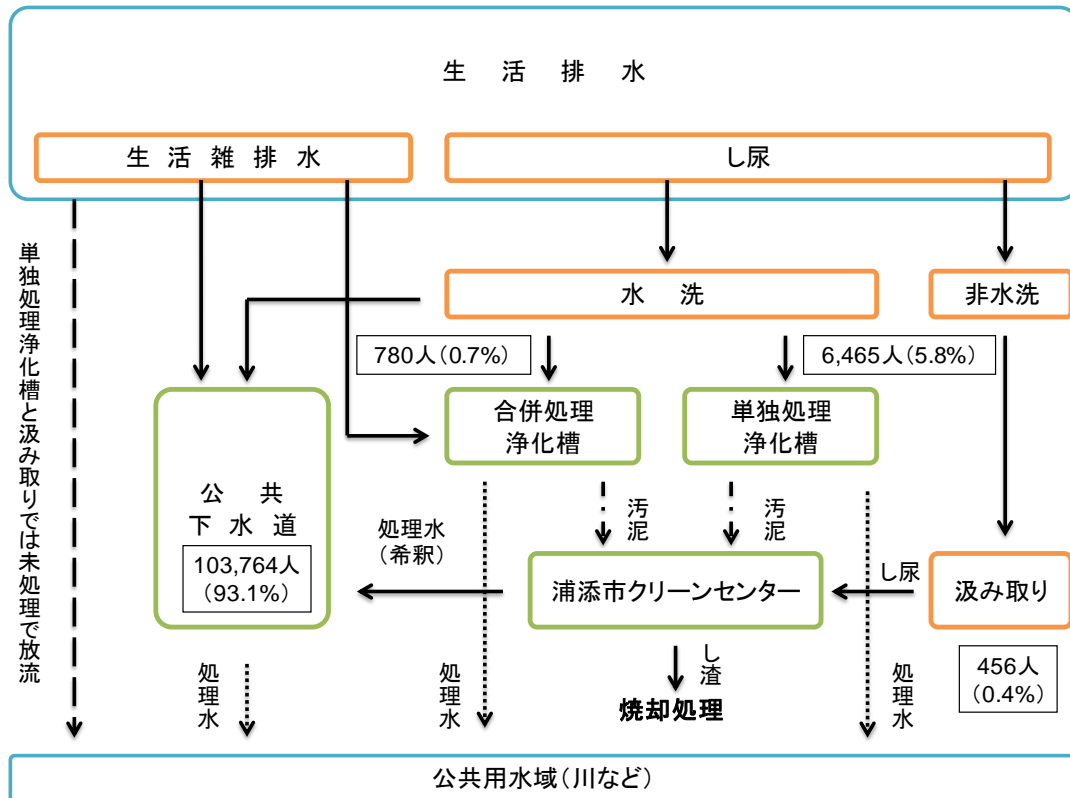 生活排水
生活雑排水
し尿
水洗
非水洗
780人(0.7%)
6,465人(5.8%)
合併処理
浄化槽
単独処理
浄化槽
単独処理浄化槽と汲み取りでは未処理で放流
公共
下水道
103,764人
(93.1%)
処理水
(希釈)
汚泥
汚泥
浦添市クリーンセンター
し尿
汲み取り
456人
(0.4%)
し渣
焼却処理
処理水
処理水
処理水
公共用水域(川など)